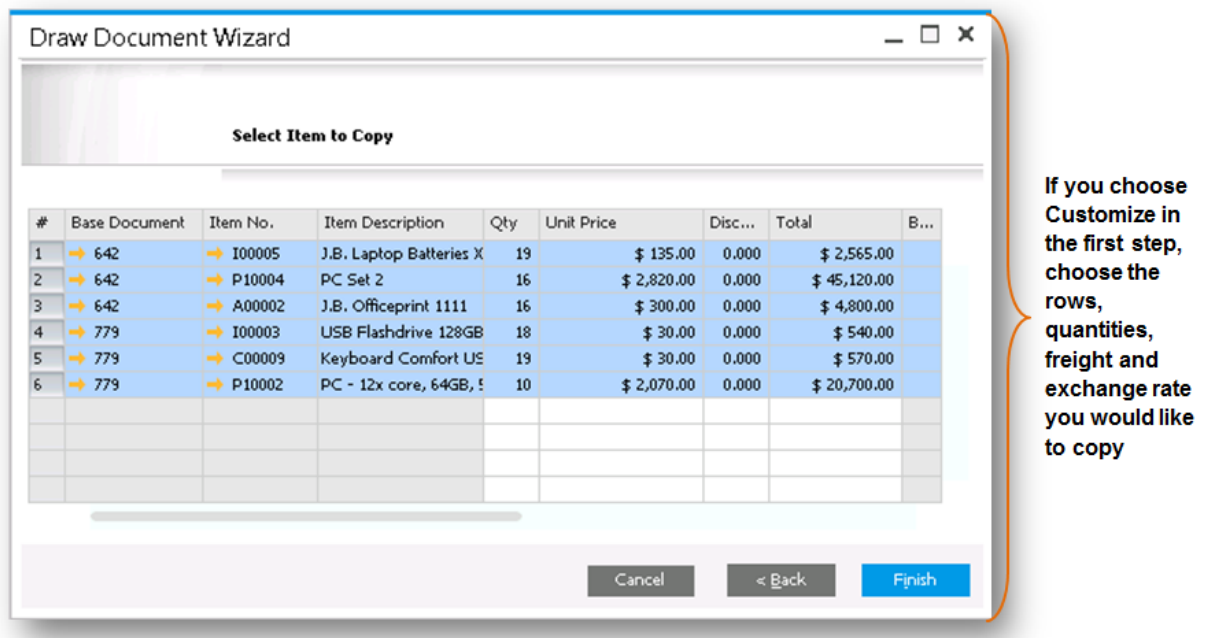 Draw Document Wizard
Select Item to Copy
# Base Document Item No. Item Description Qty Unit Price Disc... Total B...
1 642 I00005 J.B. Laptop Batteries X 19 $ 135.00 0.000 $ 2,565.00
2 642 P10004 PC Set 2 16 $ 2,820.00 0.000 $ 45,120.00
3 642 A00002 J.B. Officeprint 1111 16 $ 300.00 0.000 $ 4,800.00
4 779 I00003 USB Flashdrive 128GB 18 $ 30.00 0.000 $ 540.00
5 779 C00009 Keyboard Comfort US 19 $ 30.00 0.000 $ 570.00
6 779 P10002 PC - 12x core, 64GB, 5 10 $ 2,070.00 0.000 $ 20,700.00
Cancel < Back Finish
If you choose
Customize in
the first step,
choose the
rows,
quantities,
freight and
exchange rate
you would like
to copy